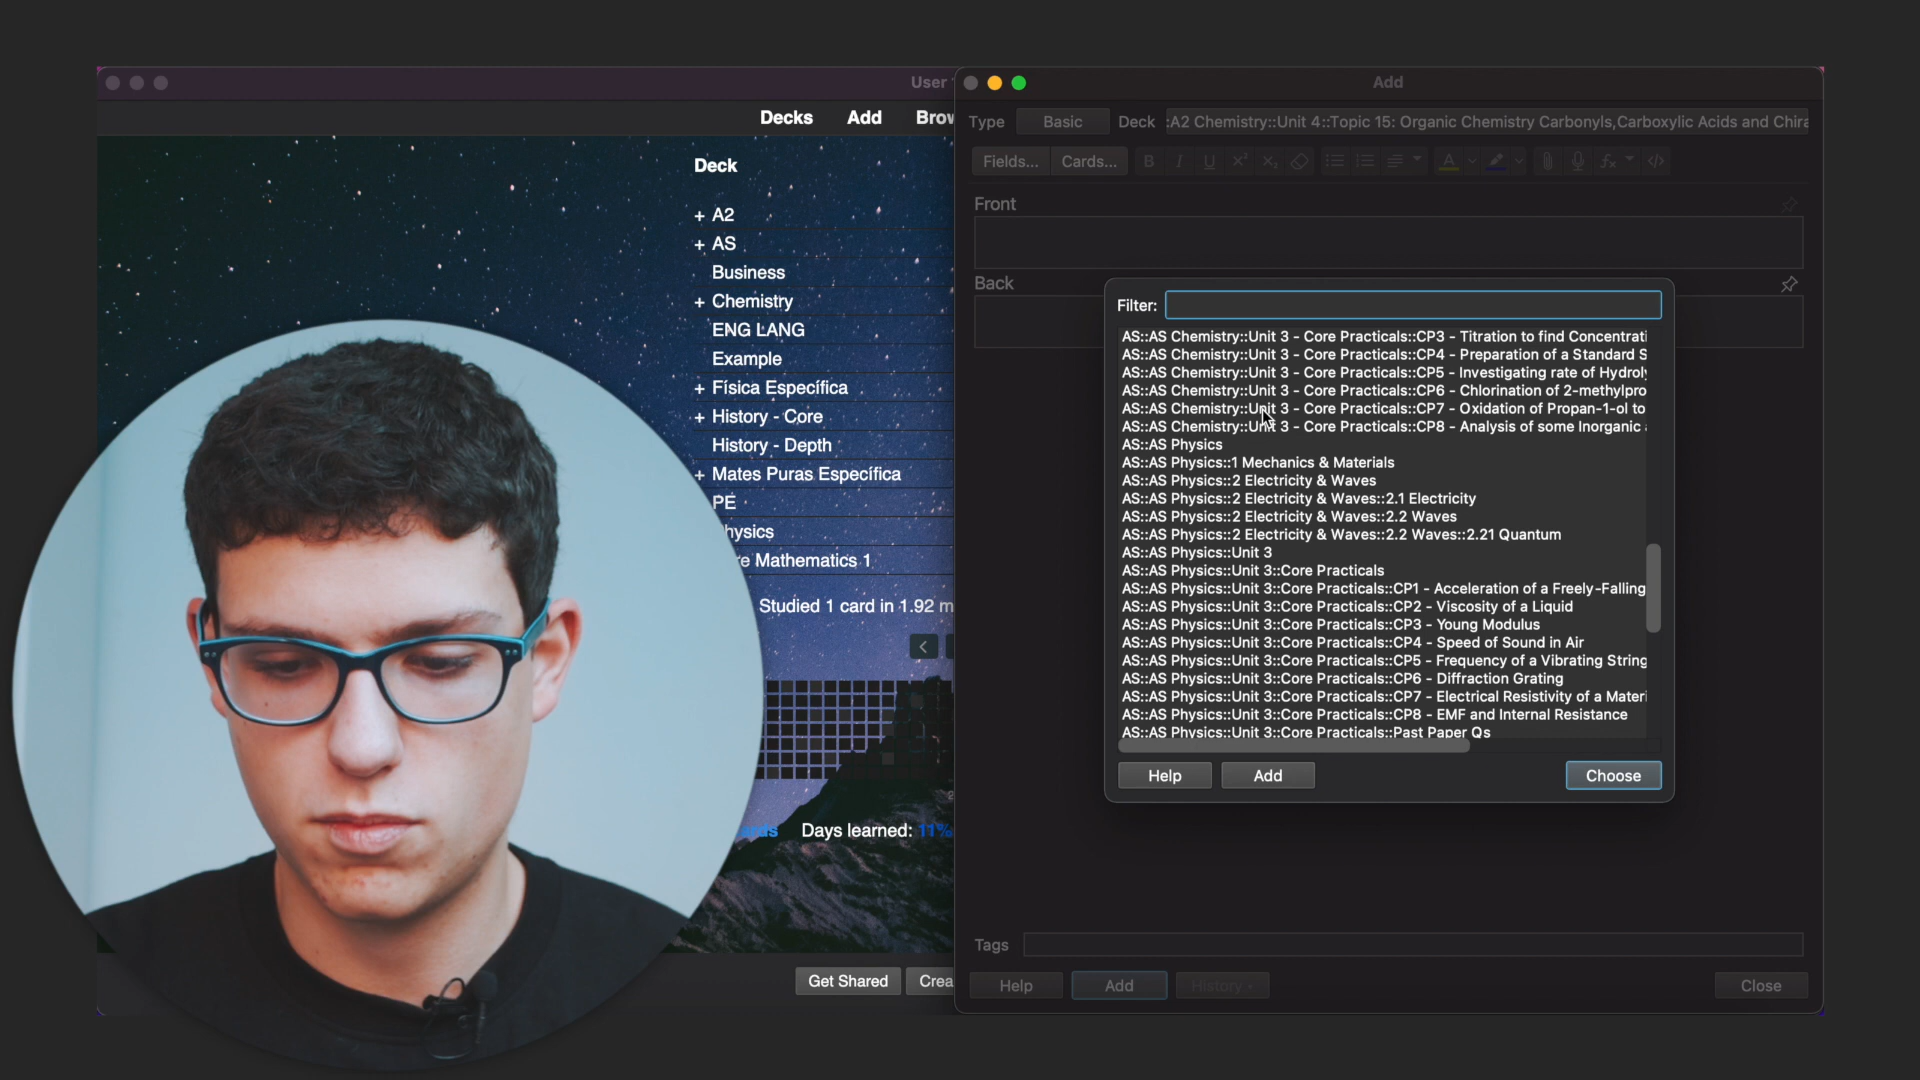 User
Decks Add
Deck
+ A2
+ AS
Business
+ Chemistry
ENG LANG
Example
+ Física Específica
+ History - Core
History - Depth
+ Mates Puras Específica
PE
Mathematics 1
Studied 1 card in 1.92
<
Days learned: 11%
Get Shared
Add
Type Basic Deck :A2 Chemistry::Unit 4::Topic 15: Organic Chemistry Carbonyls,Carboxylic Acids and
Fields... Cards... B I U x² x₂ A fx </>
Front
Back
Filter:
AS::AS Chemistry::Unit 3 - Core Practicals::CP3 - Titration to find
AS::AS Chemistry::Unit 3 - Core Practicals::CP4 - Preparation of a Standard
AS::AS Chemistry::Unit 3 - Core Practicals::CP5 - Investigating rate of
AS::AS Chemistry::Unit 3 - Core Practicals::CP6 - Chlorination of
AS::AS Chemistry::Unit 3 - Core Practicals::CP7 - Oxidation of Propan-1-ol to
AS::AS Chemistry::Unit 3 - Core Practicals::CP8 - Analysis of some Inorganic
AS::AS Physics
AS::AS Physics::1 Mechanics & Materials
AS::AS Physics::2 Electricity & Waves
AS::AS Physics::2 Electricity & Waves::2.1 Electricity
AS::AS Physics::2 Electricity & Waves::2.2 Waves
AS::AS Physics::2 Electricity & Waves::2.2 Waves::2.21 Quantum
AS::AS Physics::Unit 3
AS::AS Physics::Unit 3::Core Practicals
AS::AS Physics::Unit 3::Core Practicals::CP1 - Acceleration of a Freely-Falling
AS::AS Physics::Unit 3::Core Practicals::CP2 - Viscosity of a Liquid
AS::AS Physics::Unit 3::Core Practicals::CP3 - Young Modulus
AS::AS Physics::Unit 3::Core Practicals::CP4 - Speed of Sound in Air
AS::AS Physics::Unit 3::Core Practicals::CP5 - Frequency of a Vibrating String
AS::AS Physics::Unit 3::Core Practicals::CP6 - Diffraction Grating
AS::AS Physics::Unit 3::Core Practicals::CP7 - Electrical Resistivity of a
AS::AS Physics::Unit 3::Core Practicals::CP8 - EMF and Internal Resistance
AS::AS Physics::Unit 3::Core Practicals::Past Paper Qs
Help Add Choose
Tags
Help Add History Close